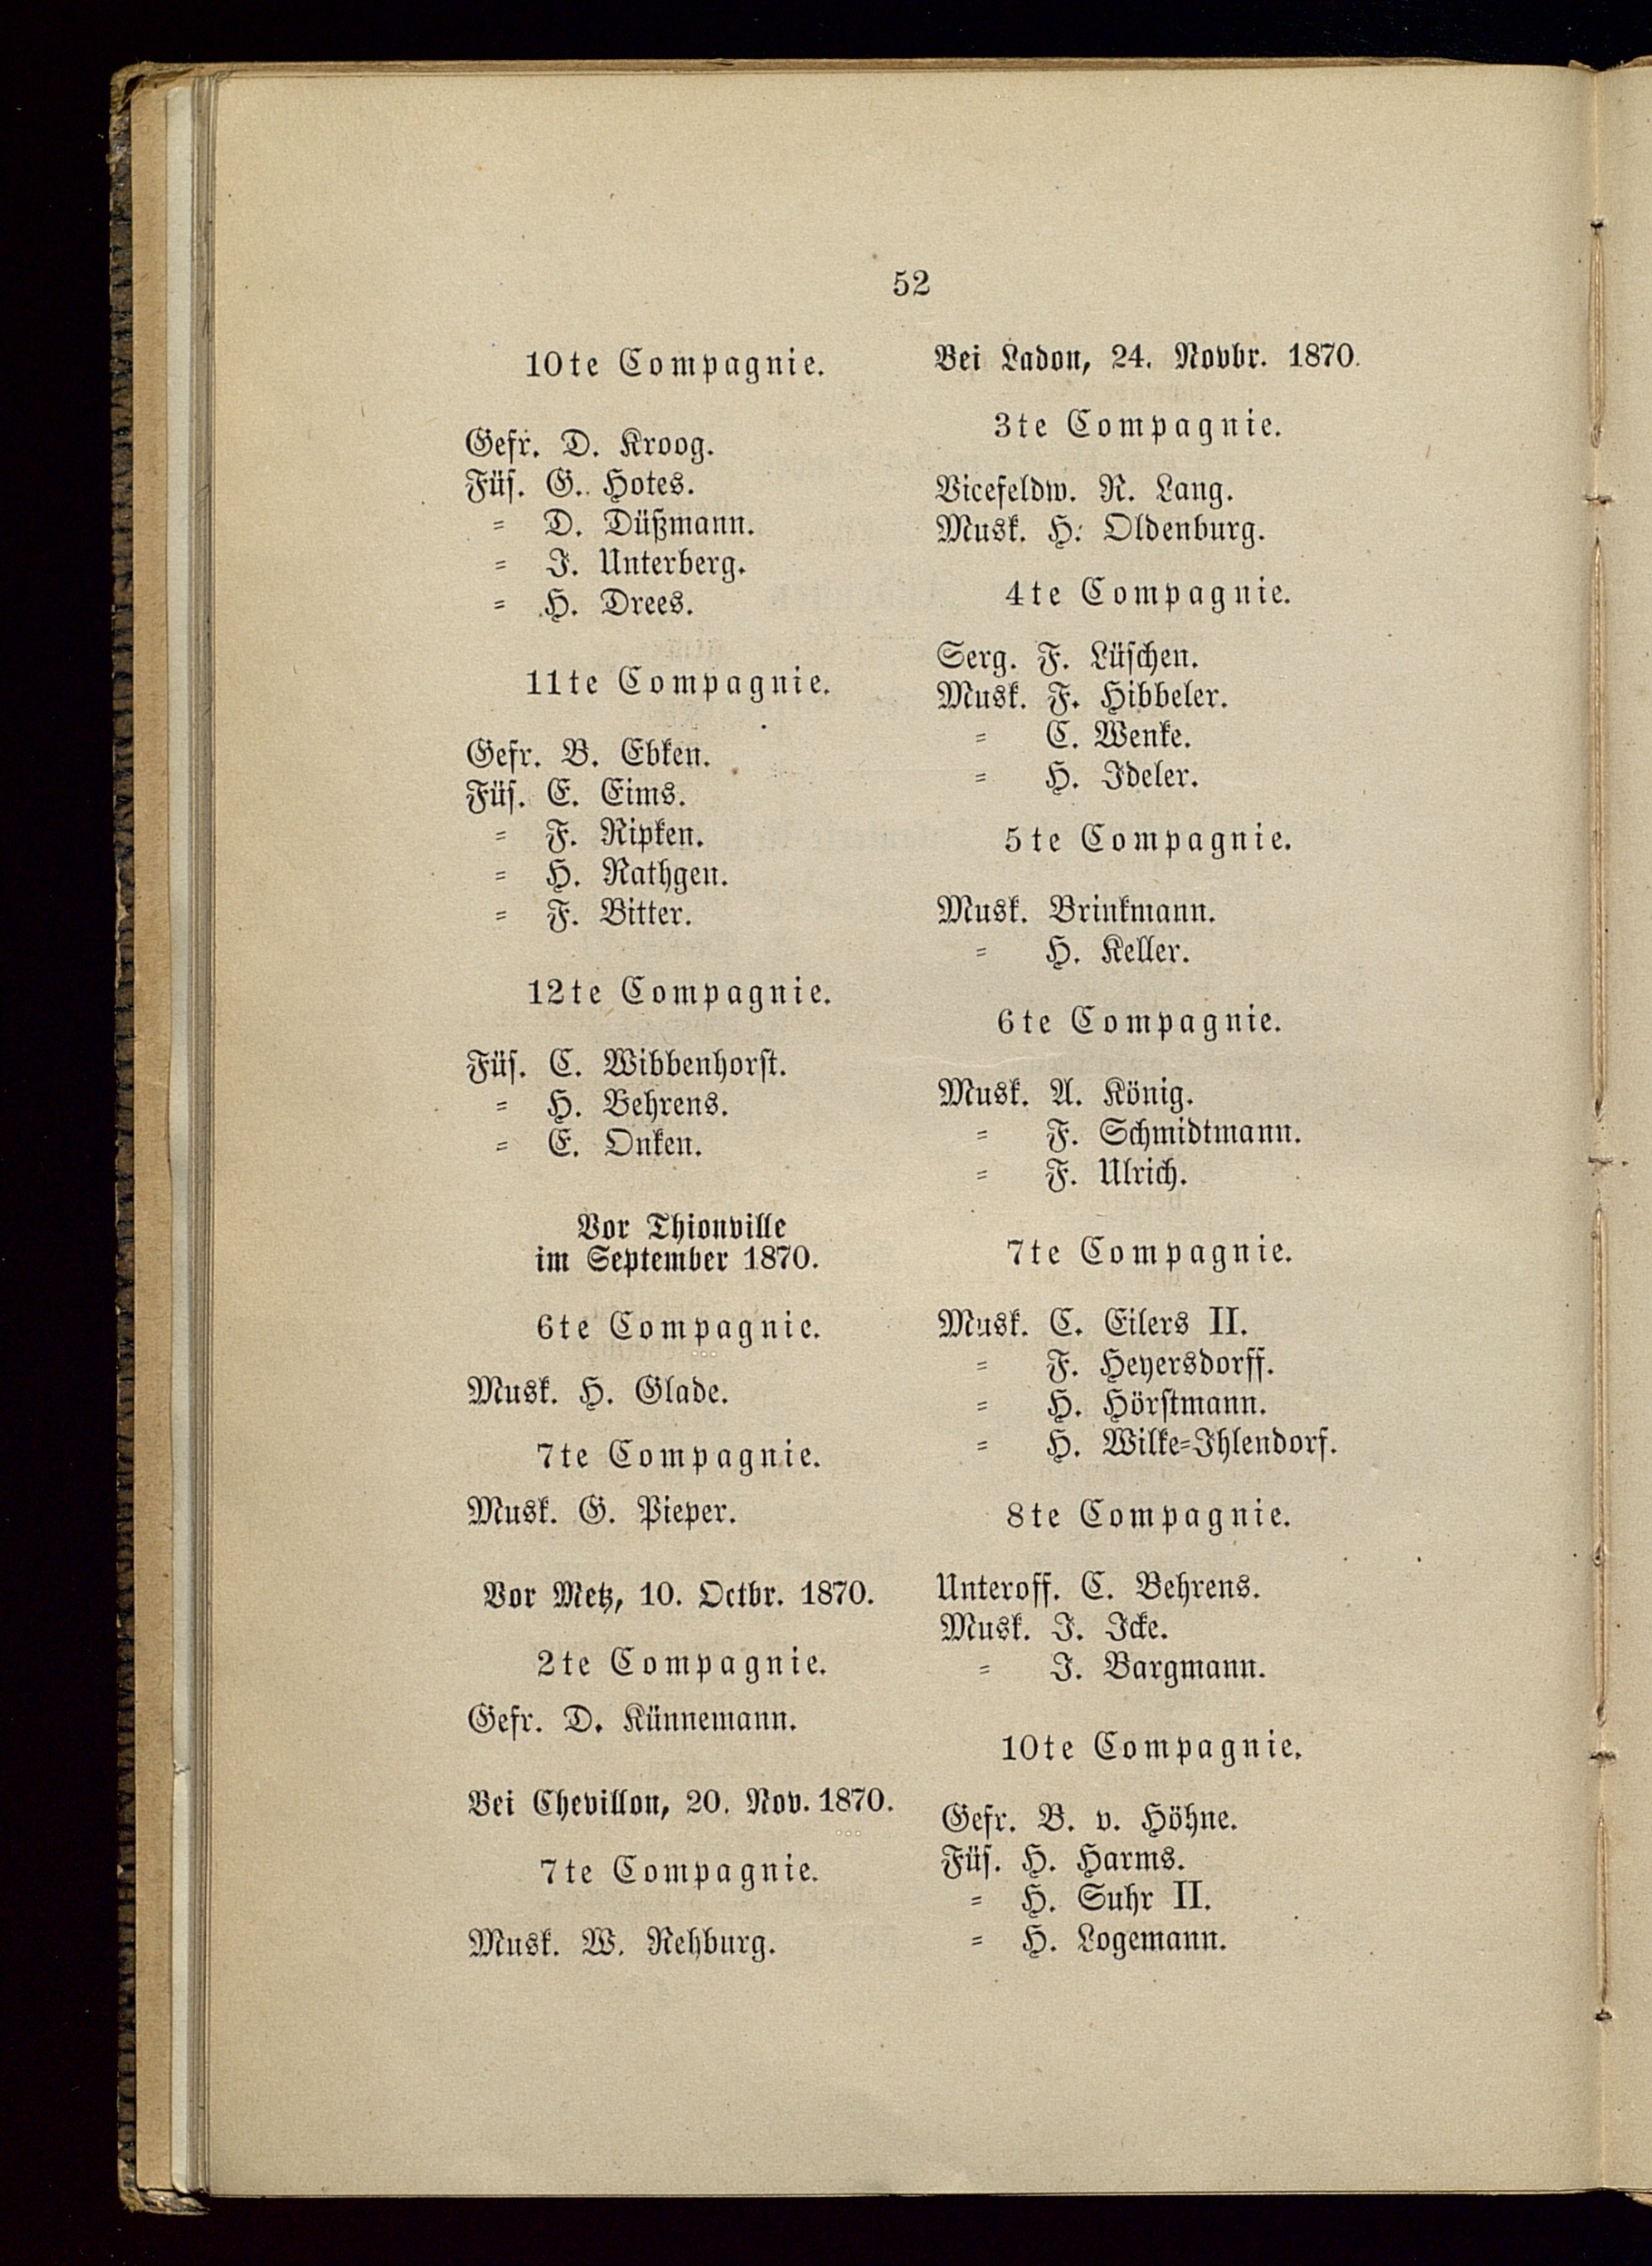 52
10te Compagnie.
Gefr. D. Kroog.
Füs. G. Hotes.
= D. Düßmann.
= J. Unterberg.
= H. Drees.
11te Compagnie.
Gefr. B. Ebken.
Füs. E. Eims.
= F. Ripken.
= H. Rathgen.
= F. Bitter.
12te Compagnie.
Füs. C. Wibbenhorst.
= H. Behrens.
= E. Onken.
Vor Thionville
im September 1870.
6te Compagnie.
Musk. H. Glade.
7te Compagnie.
Musk. G. Pieper.
Vor Metz, 10. Octbr. 1870.
2te Compagnie.
Gefr. D. Künnemann.
Bei Chevillon, 20. Nov. 1870.
7te Compagnie.
Musk. W. Rehburg.
Bei Ladon, 24. Novbr. 1870.
3te Compagnie.
Vicefeldw. R. Lang.
Musk. H. Oldenburg.
4te Compagnie.
Serg. F. Lüschen.
Musk. F. Hibbeler.
= C. Wenke.
= H. Ideler.
5te Compagnie.
Musk. Brinkmann.
= H. Keller.
6te Compagnie.
Musk. A. König.
= F. Schmidtmann.
= F. Ulrich.
7te Compagnie.
Musk. C. Eilers II.
= F. Heyersdorff.
= H. Hörstmann.
= H. Wilke=Ihlendorf.
8te Compagnie.
Unteroff. C. Behrens.
Musk. J. Icke.
= J. Bargmann.
10te Compagnie.
Gefr. B. v. Höhne.
Füs. H. Harms.
= H. Suhr II.
= H. Logemann.